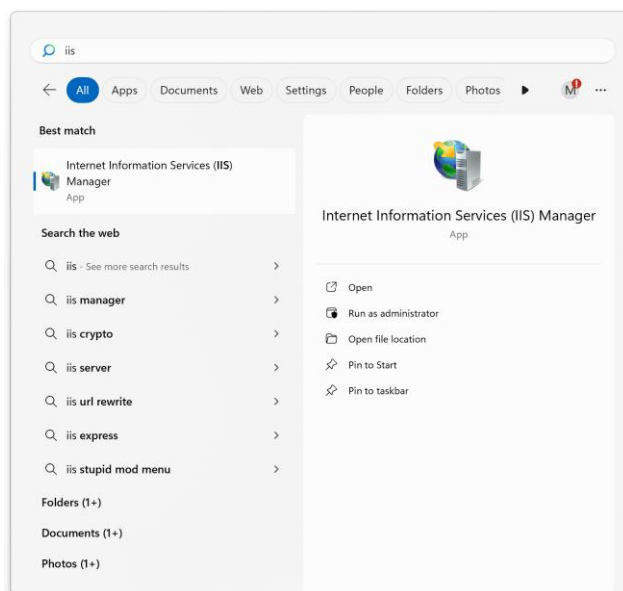 iis
All Apps Documents Web Settings People Folders Photos M ...
Best match
Internet Information Services (IIS)
Manager
App
Search the web
iis - See more search results
iis manager
iis crypto
iis server
iis url rewrite
iis express
iis stupid mod menu
Folders (1+)
Documents (1+)
Photos (1+)
Internet Information Services (IIS) Manager
App
Open
Run as administrator
Open file location
Pin to Start
Pin to taskbar